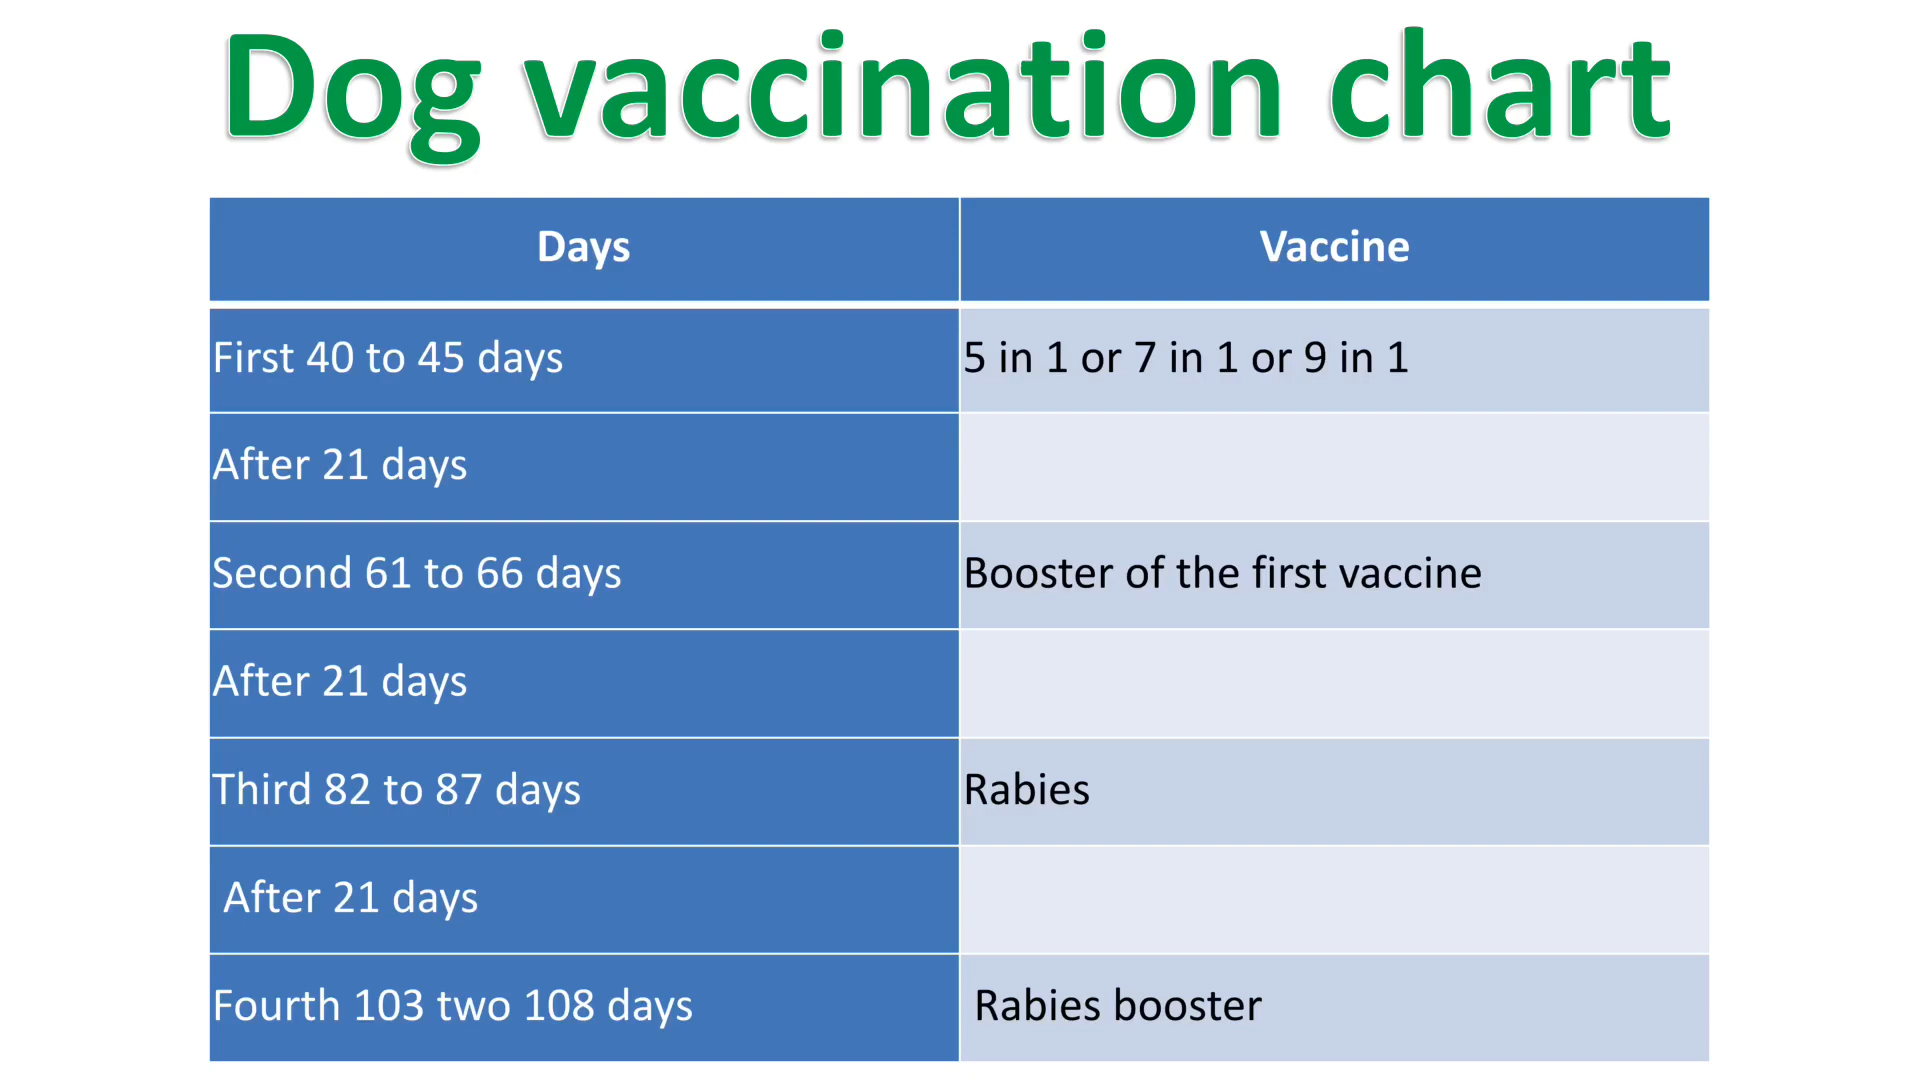 Dog vaccination chart
Days Vaccine
First 40 to 45 days 5 in 1 or 7 in 1 or 9 in 1
After 21 days
Second 61 to 66 days Booster of the first vaccine
After 21 days
Third 82 to 87 days Rabies
After 21 days
Fourth 103 two 108 days Rabies booster